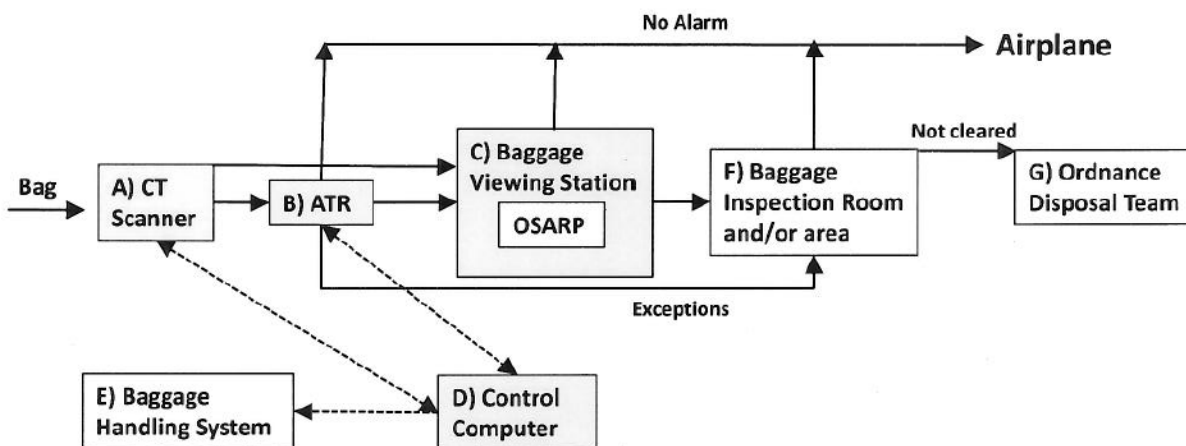 No Alarm
Airplane
Bag
A) CT
Scanner
B) ATR
C) Baggage
Viewing Station
OSARP
F) Baggage
Inspection Room
and/or area
Not cleared
G) Ordnance
Disposal Team
Exceptions
E) Baggage
Handling System
D) Control
Computer